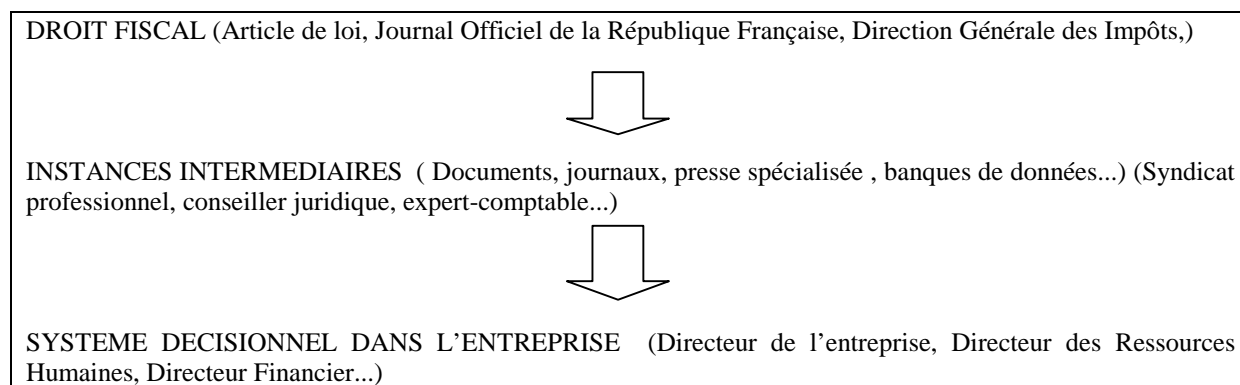 DROIT FISCAL (Article de loi, Journal Officiel de la République Française, Direction Générale des Impôts,)
INSTANCES INTERMEDIAIRES ( Documents, journaux, presse spécialisée , banques de données...) (Syndicat
professionnel, conseiller juridique, expert-comptable...)
SYSTEME DECISIONNEL DANS L'ENTREPRISE (Directeur de l'entreprise, Directeur des Ressources
Humaines, Directeur Financier...)